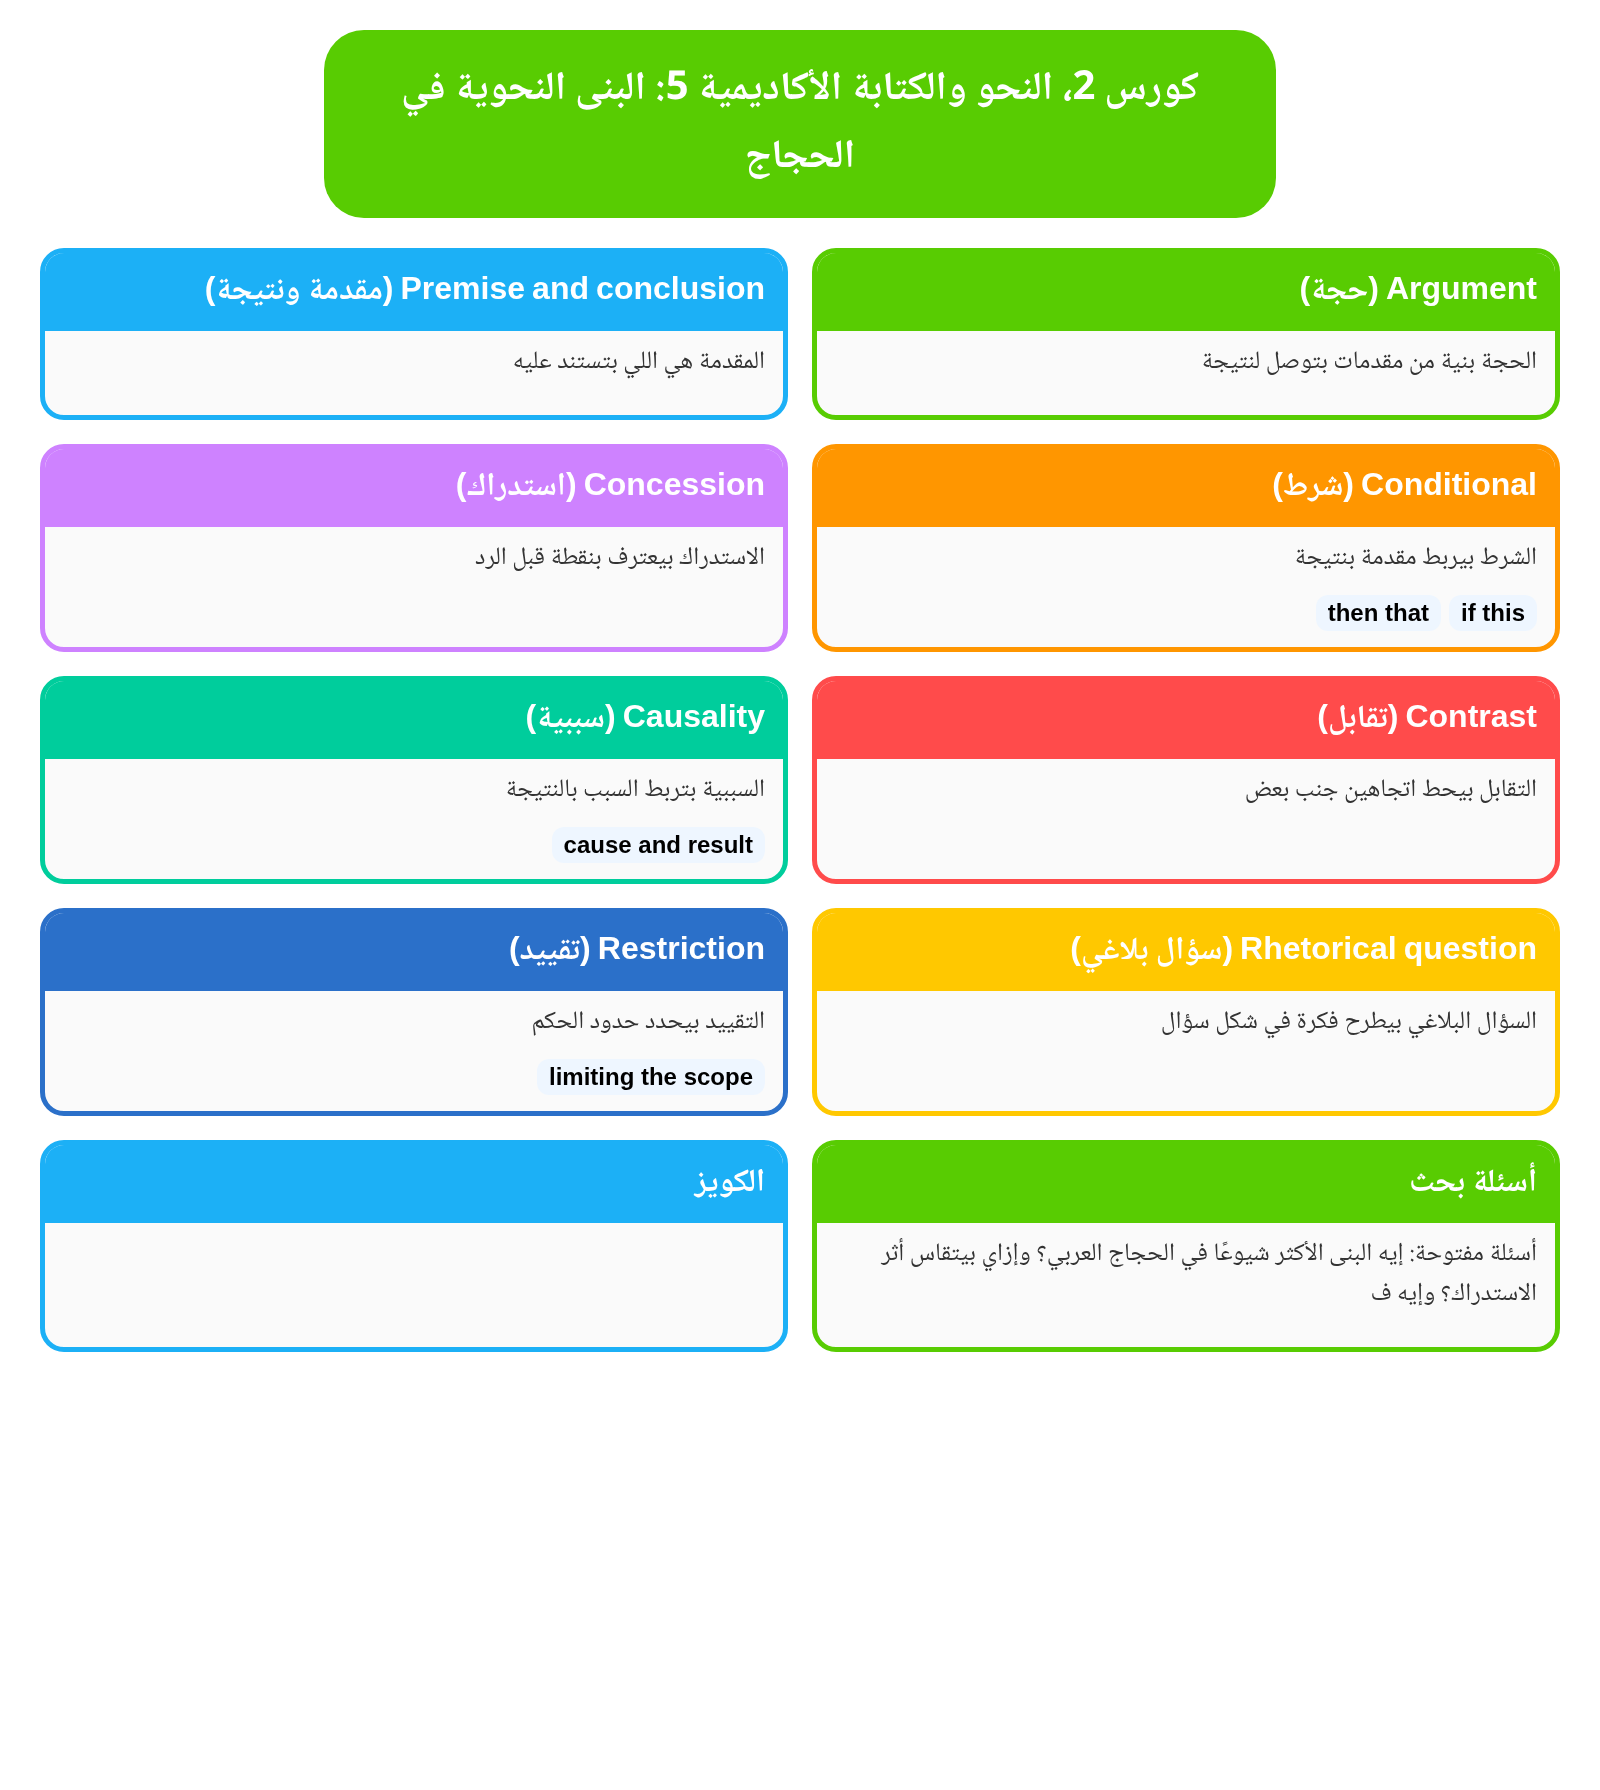 كورس 2، النحو والكتابة الأكاديمية 5: البنى النحوية في
الحجاج
Argument (حجة)
الحجة بنية من مقدمات بتوصل لنتيجة
Premise and conclusion (مقدمة ونتيجة)
المقدمة هي اللي بتستند عليه
Conditional (شرط)
الشرط بيربط مقدمة بنتيجة
if this then that
Concession (استدراك)
الاستدراك بيعترف بنقطة قبل الرد
Contrast (تقابل)
التقابل بيحط اتجاهين جنب بعض
Causality (سببية)
السببية بتربط السبب بالنتيجة
cause and result
Rhetorical question (سؤال بلاغي)
السؤال البلاغي بيطرح فكرة في شكل سؤال
Restriction (تقييد)
التقييد بيحدد حدود الحكم
limiting the scope
أسئلة بحث
أسئلة مفتوحة: إيه البنى الأكثر شيوعًا في الحجاج العربي؟ وإزاي بيتقاس أثر
الاستدراك؟ وإيه ف
الكويز